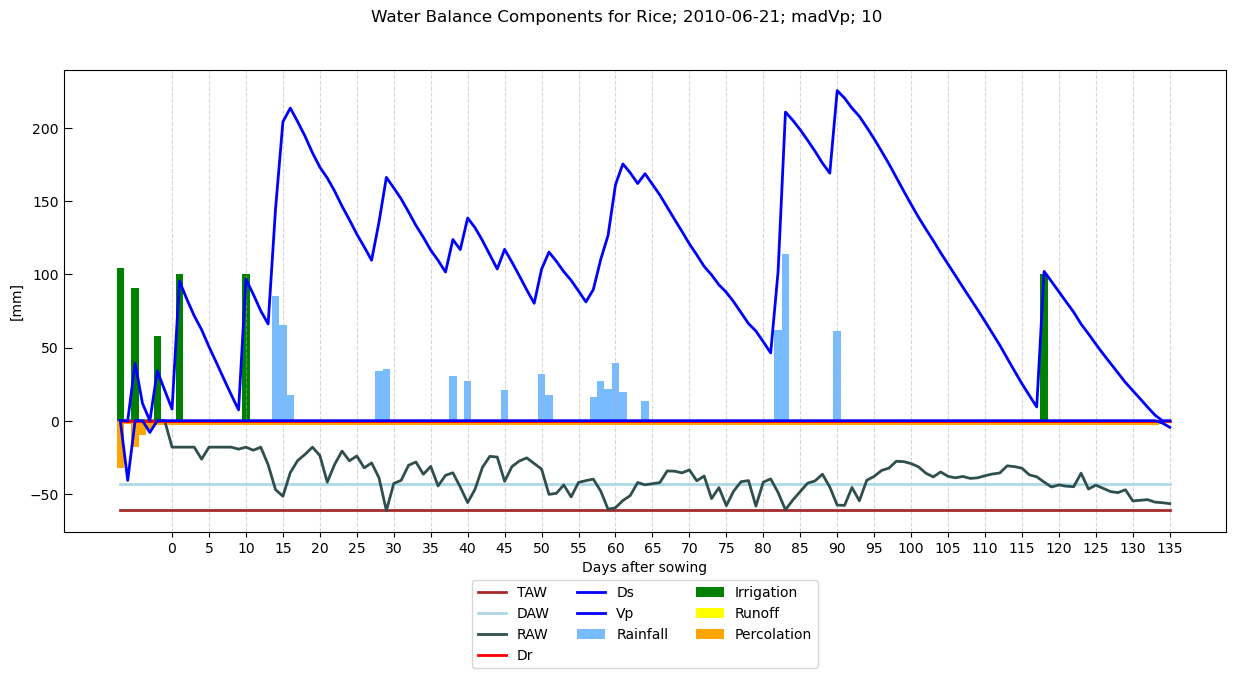 Water Balance Components for Rice; 2010-06-21; madVp; 10
[mm]
200
150
100
50
0
−50
0 5 10 15 20 25 30 35 40 45 50 55 60 65 70 75 80 85 90 95 100 105 110 115 120 125 130 135
Days after sowing
TAW Ds Irrigation
DAW Vp Runoff
RAW Rainfall Percolation
Dr